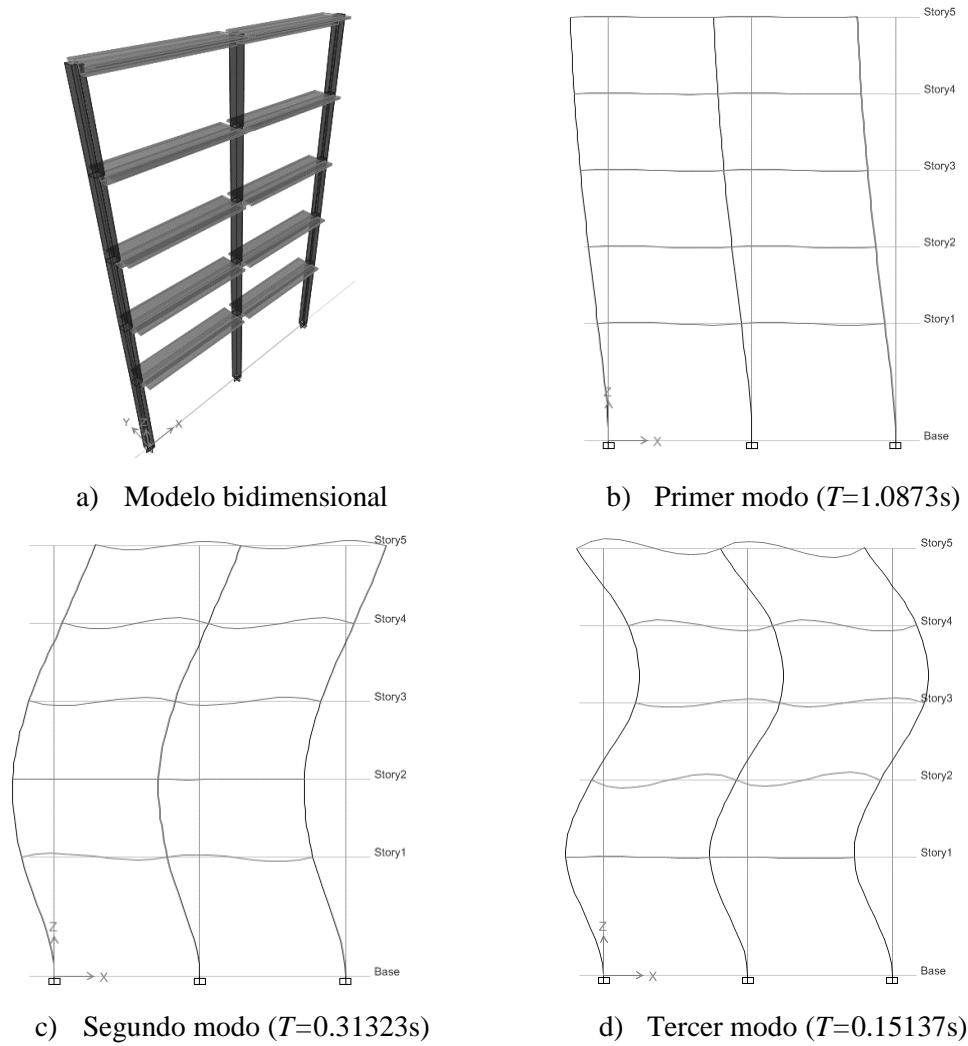 Story5
Story4
Story3
Story2
Story1
Base
Z
X
Y
Z
X
a) Modelo bidimensional
b) Primer modo (T=1.0873s)
Story5
Story4
Story3
Story2
Story1
Base
Z
X
Story5
Story4
Story3
Story2
Story1
Base
Z
X
c) Segundo modo (T=0.31323s)
d) Tercer modo (T=0.15137s)